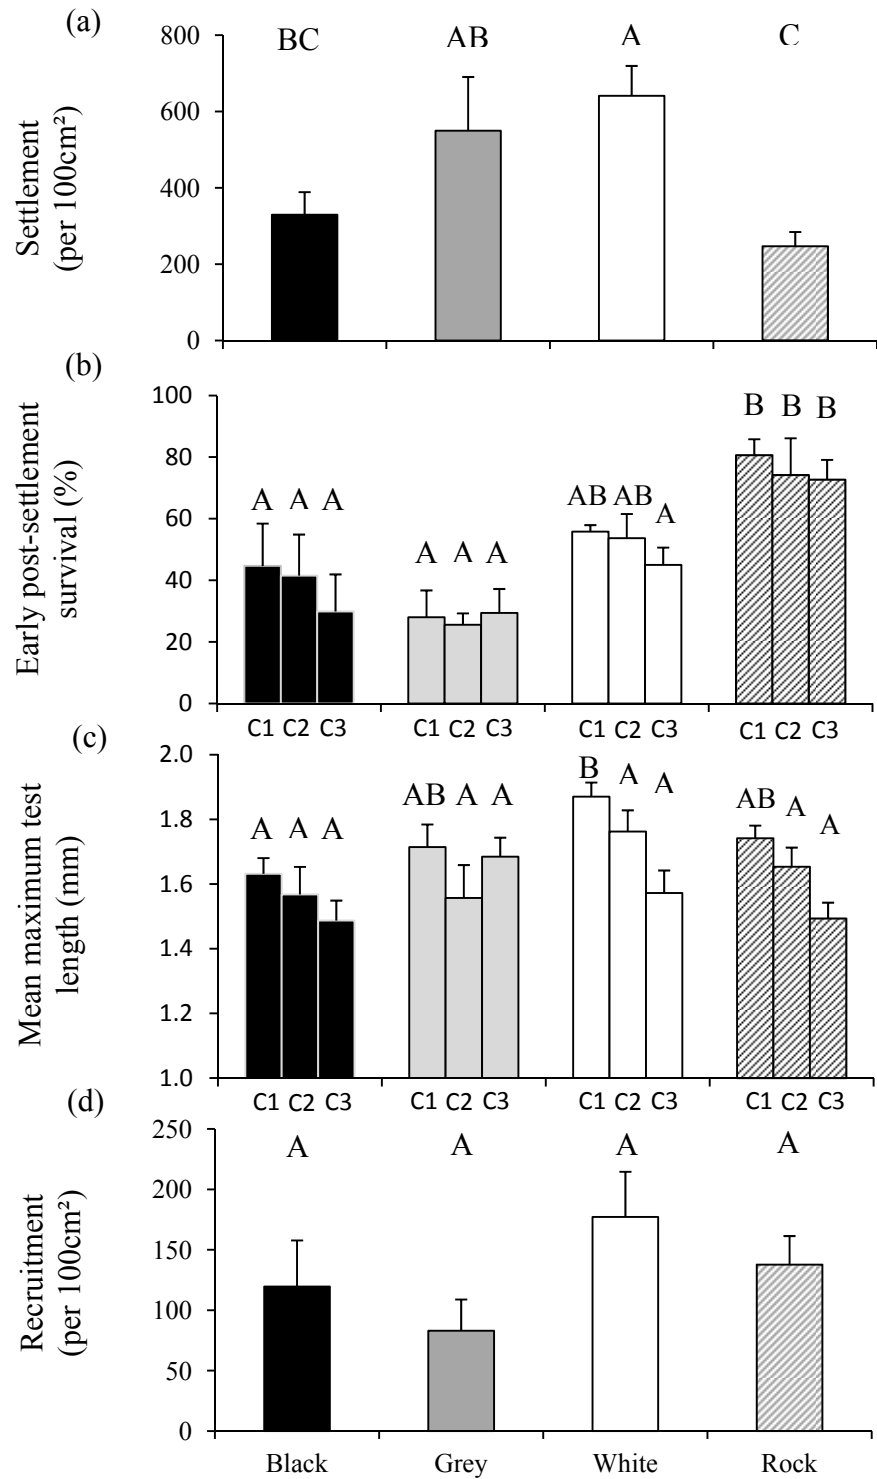 (a)
Settlement
(per 100cm²)
800
600
400
200
0
BC AB A C
(b)
Early post-settlement
survival (%)
100
80
60
40
20
0
A A A A A A AB AB A B B B
C1 C2 C3 C1 C2 C3 C1 C2 C3 C1 C2 C3
(c)
Mean maximum test
length (mm)
2.0
1.8
1.6
1.4
1.2
1.0
A A A AB A A B A A AB A A
C1 C2 C3 C1 C2 C3 C1 C2 C3 C1 C2 C3
(d)
Recruitment
(per 100cm²)
250
200
150
100
50
0
A A A A
Black Grey White Rock